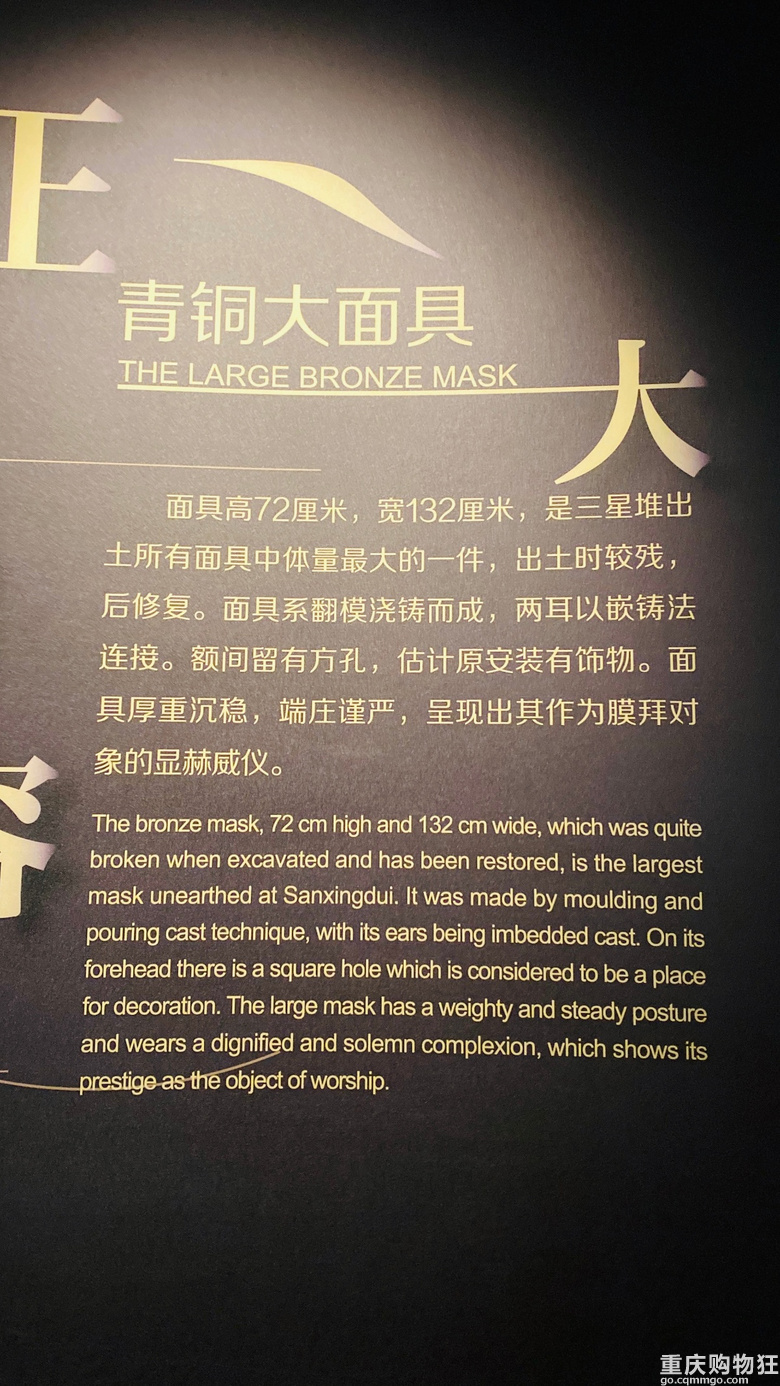 青铜大面具
THE LARGE BRONZE MASK
大
面具高72厘米，宽132厘米，是三星堆出
土所有面具中体量最大的一件，出土时较残，
后修复。面具系翻模浇铸而成，两耳以嵌铸法
连接。额间留有方孔，估计原安装有饰物。面
具厚重沉稳，端庄谨严，呈现出其作为膜拜对
象的显赫威仪。
The bronze mask, 72 cm high and 132 cm wide, which was quite
broken when excavated and has been restored, is the largest
mask unearthed at Sanxingdui. It was made by moulding and
pouring cast technique, with its ears being imbedded cast. On its
forehead there is a square hole which is considered to be a place
for decoration. The large mask has a weighty and steady posture
and wears a dignified and solemn complexion, which shows its
prestige as the object of worship.
重庆购物狂
go.cqmmgo.com